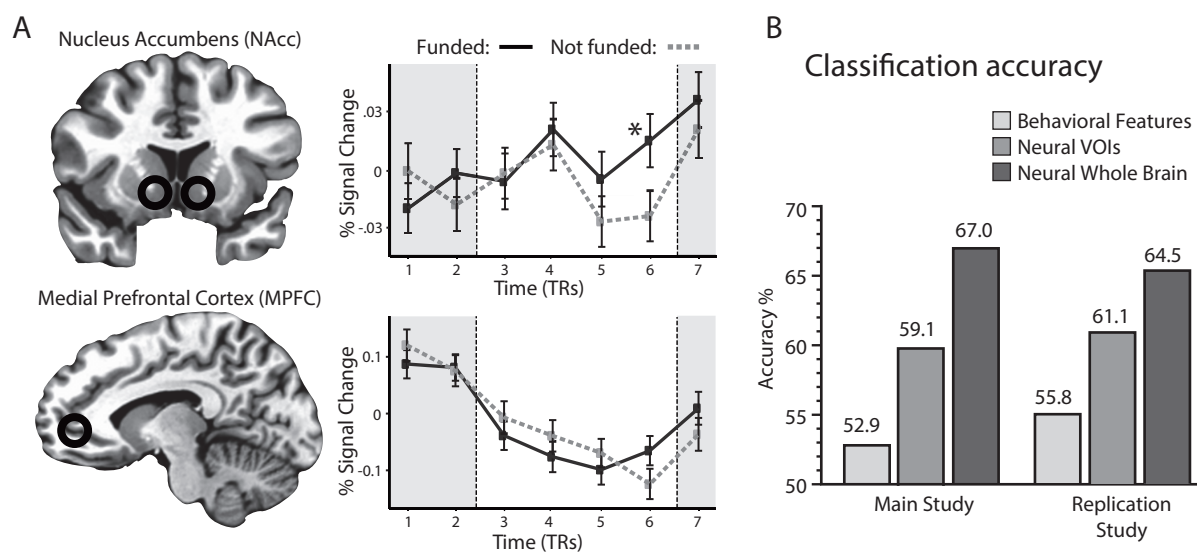 A
Nucleus Accumbens (NAcc)
Funded: Not funded:
% Signal Change
.03
0
-.03
*
1 2 3 4 5 6 7
Time (TRs)
Medial Prefrontal Cortex (MPFC)
% Signal Change
0.1
0
-0.1
1 2 3 4 5 6 7
Time (TRs)
B
Classification accuracy
Behavioral Features
Neural VOIs
Neural Whole Brain
Accuracy %
70
65
60
55
50
52.9
59.1
67.0
55.8
61.1
64.5
Main Study
Replication
Study